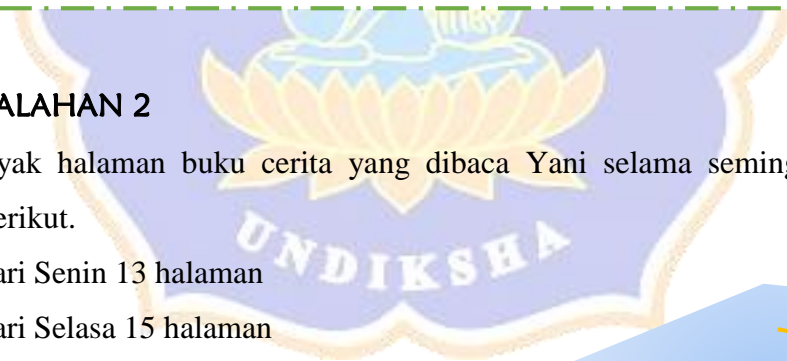 ALAHAN 2
yak halaman buku cerita yang dibaca Yani selama seming
erikut.
UNDIKSHA
ari Senin 13 halaman
ari Selasa 15 halaman